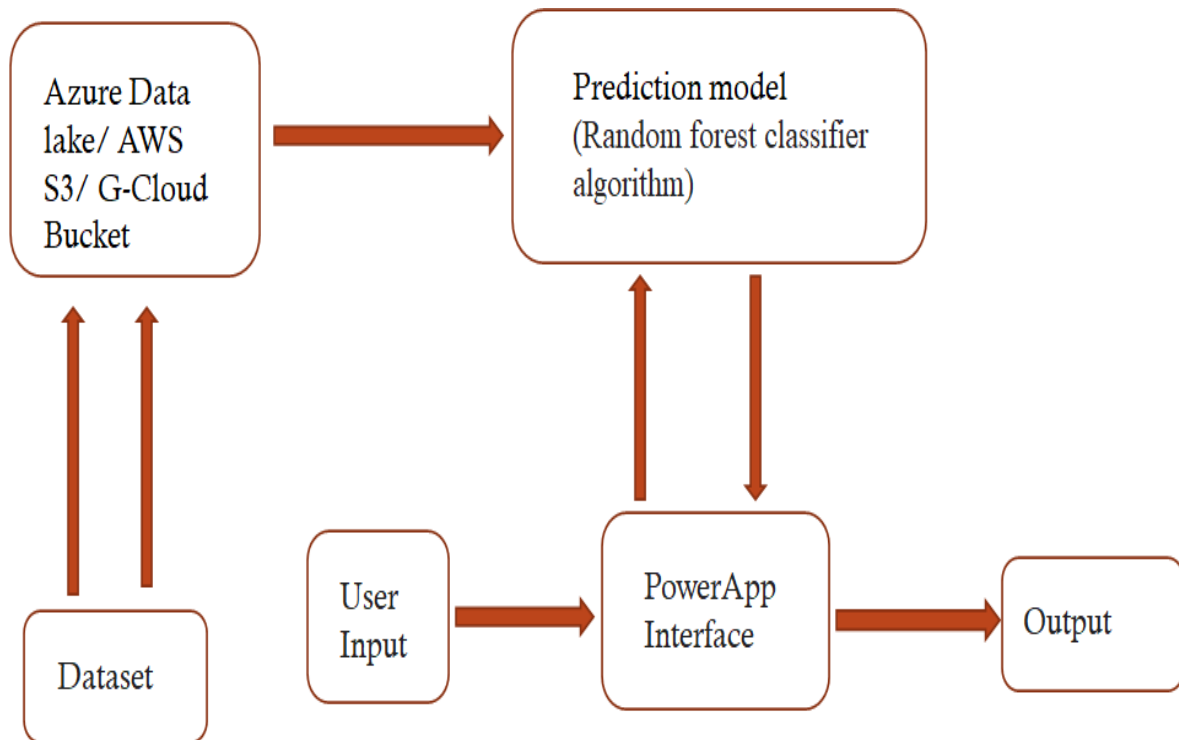 Azure Data
lake/ AWS
S3/ G-Cloud
Bucket
Prediction model
(Random forest classifier
algorithm)
User
Input
PowerApp
Interface
Output
Dataset